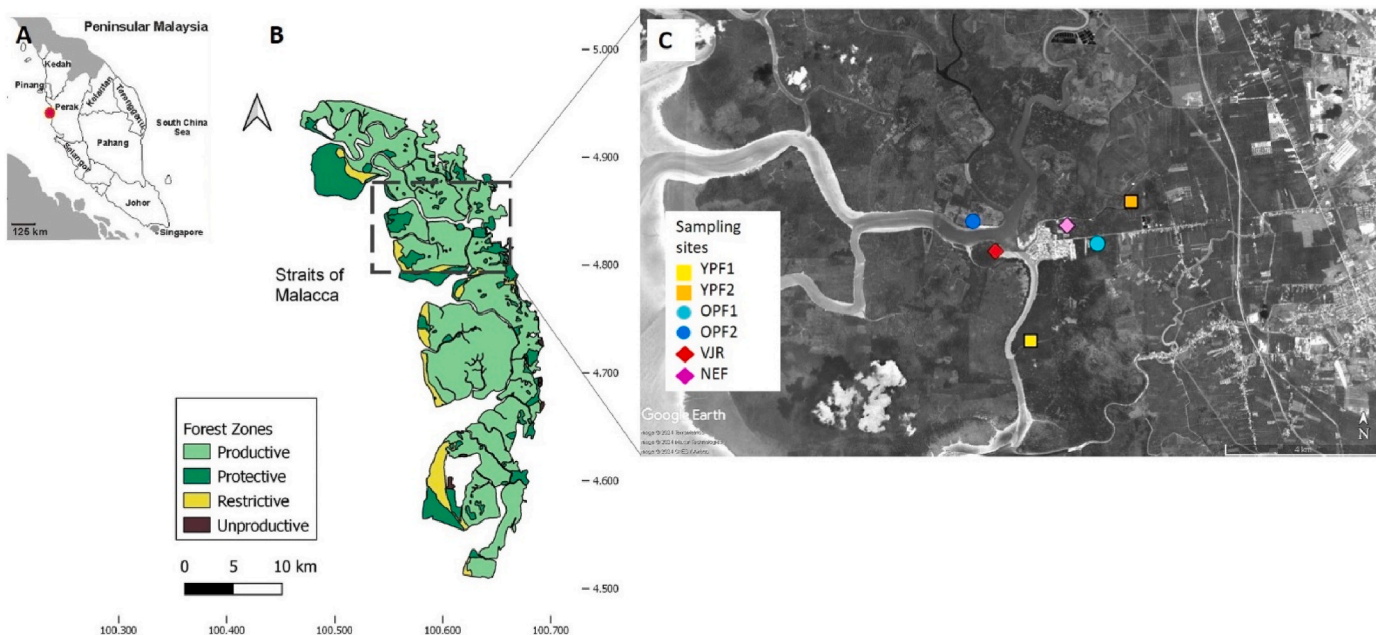 A
Peninsular Malaysia
Kedah
Pinang
Perak
Kelantan
Terengganu
South China
Sea
Pahang
Selangor
Johor
125 km
Singapore
B
5.000
4.900
4.800
4.700
4.600
4.500
Straits of
Malacca
Forest Zones
Productive
Protective
Restrictive
Unproductive
0 5 10 km
100.300 100.400 100.500 100.600 100.700
C
Sampling
sites
YPF1
YPF2
OPF1
OPF2
VJR
NEF
Google Earth
N
4 km